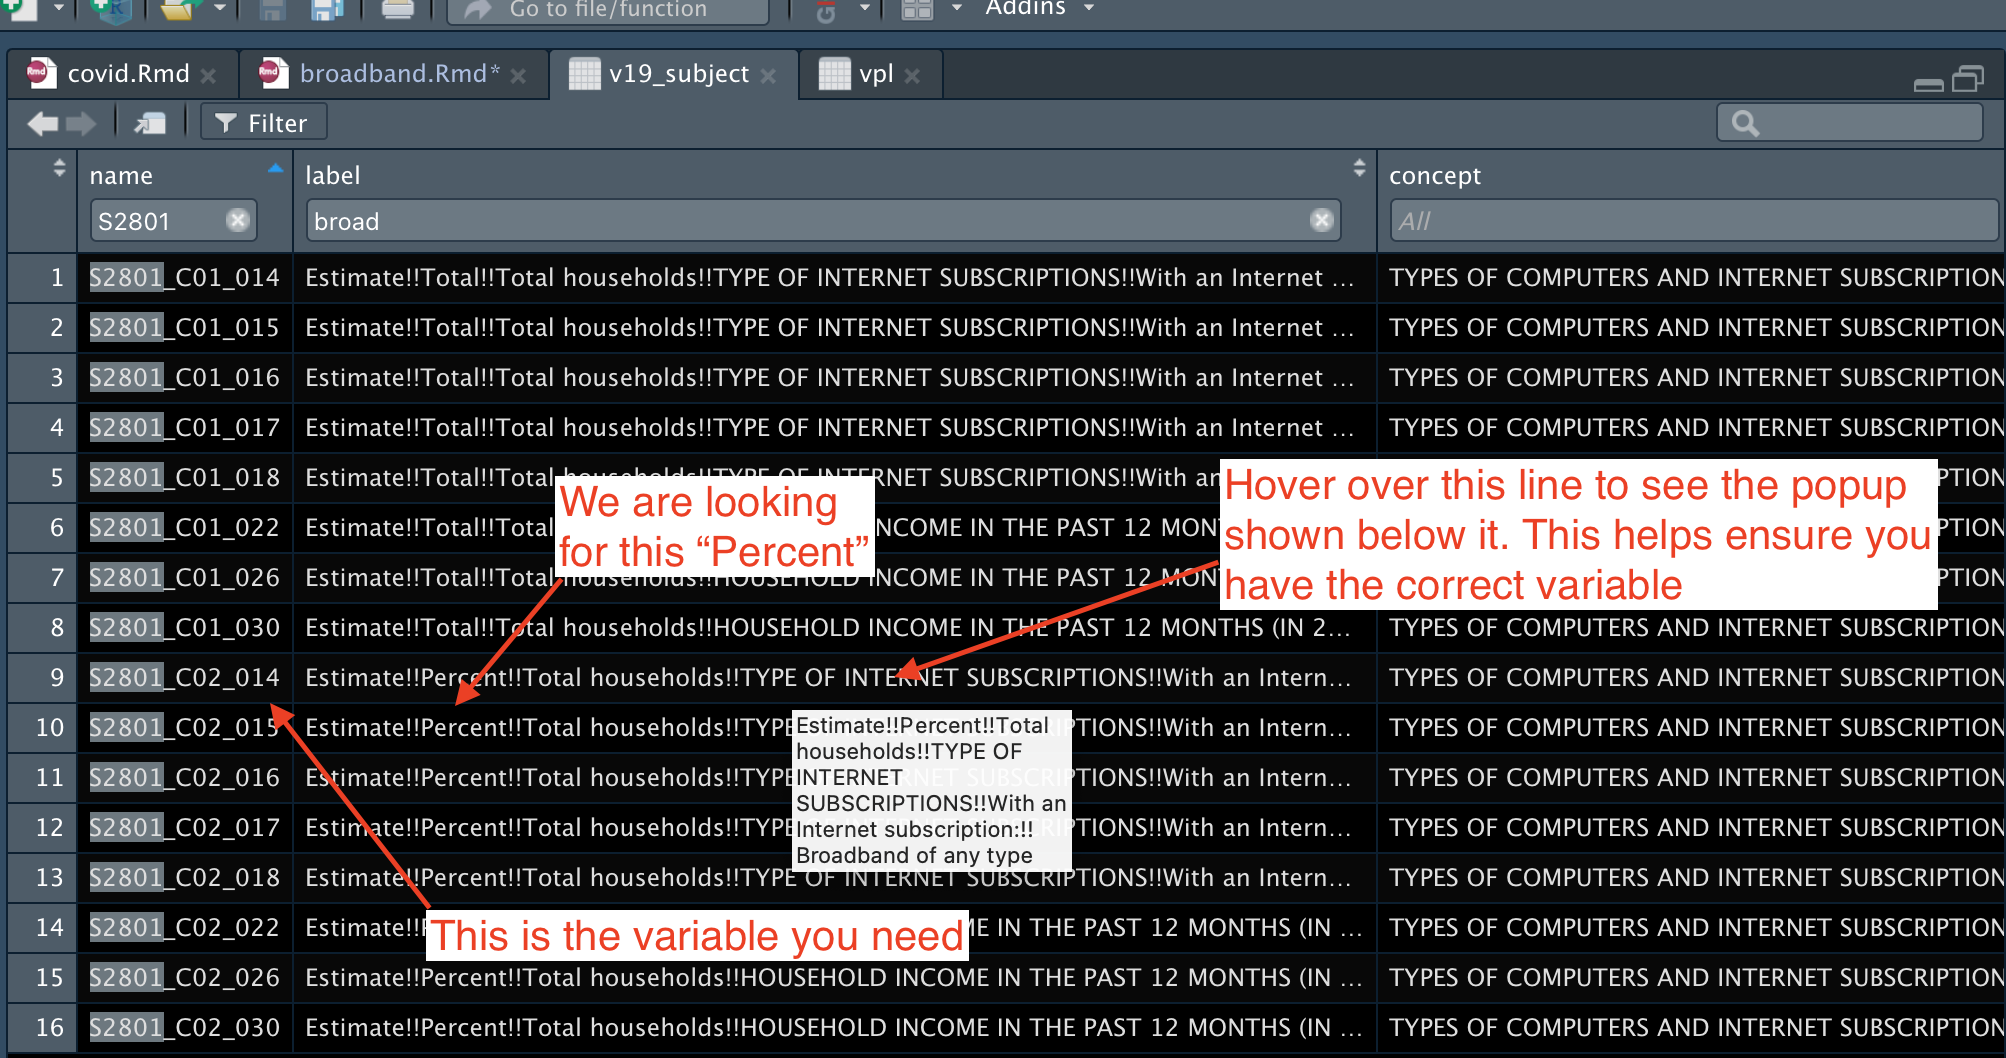 Go to file/function
Addins
covid.Rmd
broadband.Rmd*
v19_subject
vpl
Filter
name
label
concept
S2801
broad
All
1 S2801_C01_014 Estimate!!Total!!Total households!!TYPE OF INTERNET SUBSCRIPTIONS!!With an Internet ... TYPES OF COMPUTERS AND INTERNET SUBSCRIPTION
2 S2801_C01_015 Estimate!!Total!!Total households!!TYPE OF INTERNET SUBSCRIPTIONS!!With an Internet ... TYPES OF COMPUTERS AND INTERNET SUBSCRIPTION
3 S2801_C01_016 Estimate!!Total!!Total households!!TYPE OF INTERNET SUBSCRIPTIONS!!With an Internet ... TYPES OF COMPUTERS AND INTERNET SUBSCRIPTION
4 S2801_C01_017 Estimate!!Total!!Total households!!TYPE OF INTERNET SUBSCRIPTIONS!!With an Internet ... TYPES OF COMPUTERS AND INTERNET SUBSCRIPTION
5 S2801_C01_018 Estimate!!Total!!Total households!!TYPE OF INTERNET SUBSCRIPTIONS!!With an PTION
We are looking
for this “Percent”
Hover over this line to see the popup
shown below it. This helps ensure you
have the correct variable
6 S2801_C01_022 Estimate!!Total!!Total INCOME IN THE PAST 12 MONT PTION
7 S2801_C01_026 Estimate!!Total!!Total households!!HOUSEHOLD INCOME IN THE PAST 12 MONT PTION
8 S2801_C01_030 Estimate!!Total!!Total households!!HOUSEHOLD INCOME IN THE PAST 12 MONTHS (IN 2... TYPES OF COMPUTERS AND INTERNET SUBSCRIPTION
9 S2801_C02_014 Estimate!!Percent!!Total households!!TYPE OF INTERNET SUBSCRIPTIONS!!With an Intern... TYPES OF COMPUTERS AND INTERNET SUBSCRIPTION
10 S2801_C02_015 Estimate!!Percent!!Total households!!TYPE PTIONS!!With an Intern... TYPES OF COMPUTERS AND INTERNET SUBSCRIPTION
Estimate!!Percent!!Total
households!!TYPE OF
INTERNET
SUBSCRIPTIONS!!With an
Internet subscription:!!
Broadband of any type
11 S2801_C02_016 Estimate!!Percent!!Total households!!TYPE PTIONS!!With an Intern... TYPES OF COMPUTERS AND INTERNET SUBSCRIPTION
12 S2801_C02_017 Estimate!!Percent!!Total households!!TYPE PTIONS!!With an Intern... TYPES OF COMPUTERS AND INTERNET SUBSCRIPTION
13 S2801_C02_018 Estimate!!Percent!!Total households!!TYPE OF INTERNET SUBSCRIPTIONS!!With an Intern... TYPES OF COMPUTERS AND INTERNET SUBSCRIPTION
14 S2801_C02_022 Estimate!! ME IN THE PAST 12 MONTHS (IN ... TYPES OF COMPUTERS AND INTERNET SUBSCRIPTION
This is the variable you need
15 S2801_C02_026 Estimate!!Percent!!Total households!!HOUSEHOLD INCOME IN THE PAST 12 MONTHS (IN ... TYPES OF COMPUTERS AND INTERNET SUBSCRIPTION
16 S2801_C02_030 Estimate!!Percent!!Total households!!HOUSEHOLD INCOME IN THE PAST 12 MONTHS (IN ... TYPES OF COMPUTERS AND INTERNET SUBSCRIPTION